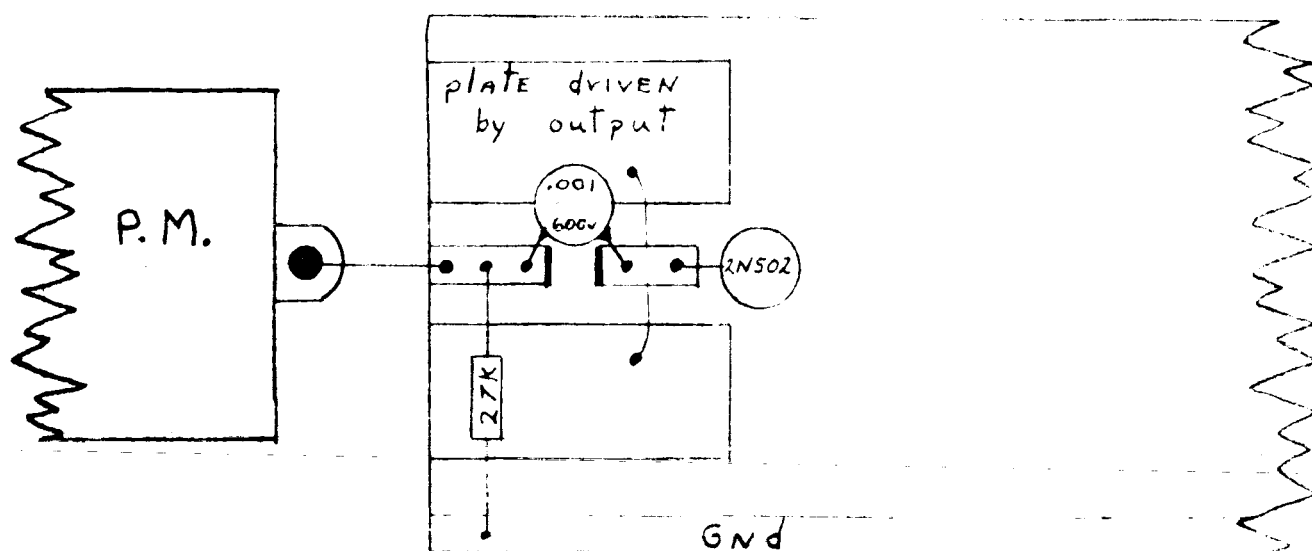 plate driven
by output
P. M.
.001
600v
2N502
27K
GNd